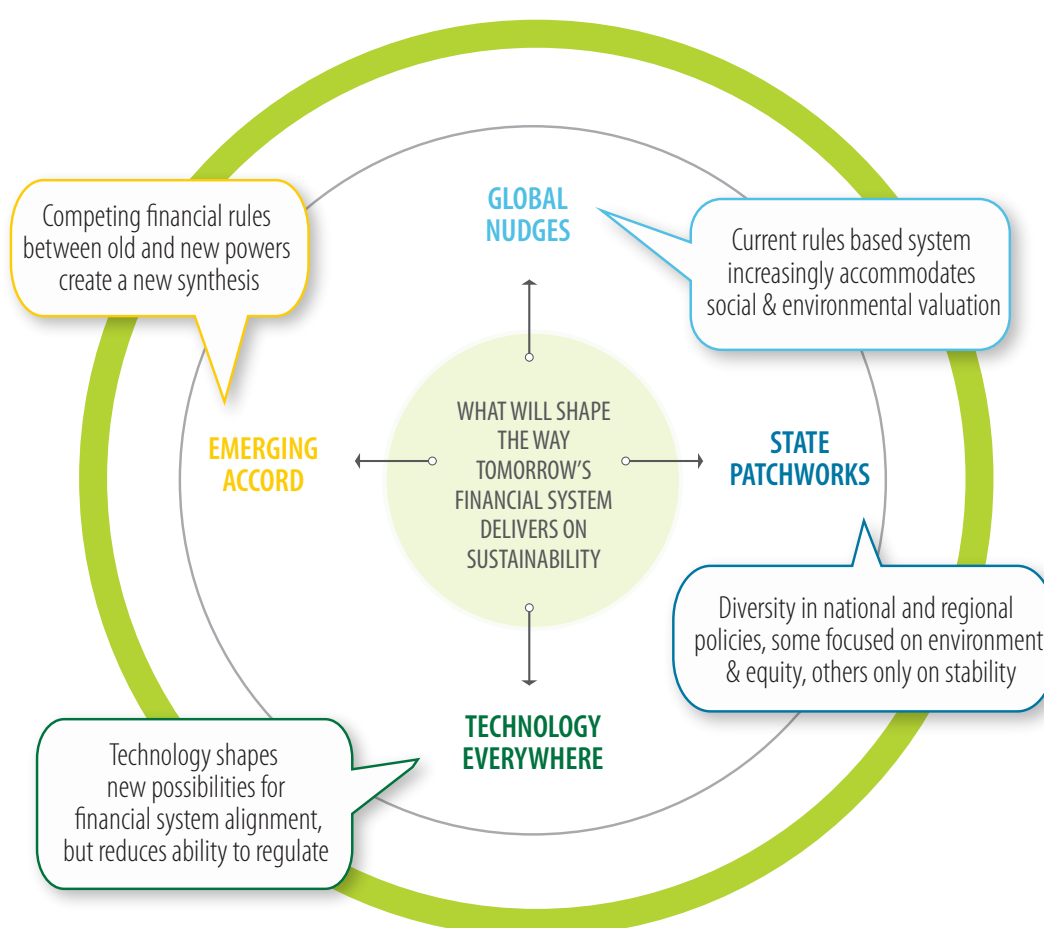 GLOBAL
NUDGES
Competing financial rules
between old and new powers
create a new synthesis
Current rules based system
increasingly accommodates
social & environmental valuation
WHAT WILL SHAPE
THE WAY
TOMORROW’S
FINANCIAL SYSTEM
DELIVERS ON
SUSTAINABILITY
EMERGING
ACCORD
STATE
PATCHWORKS
Diversity in national and regional
policies, some focused on environment
& equity, others only on stability
TECHNOLOGY
EVERYWHERE
Technology shapes
new possibilities for
financial system alignment,
but reduces ability to regulate